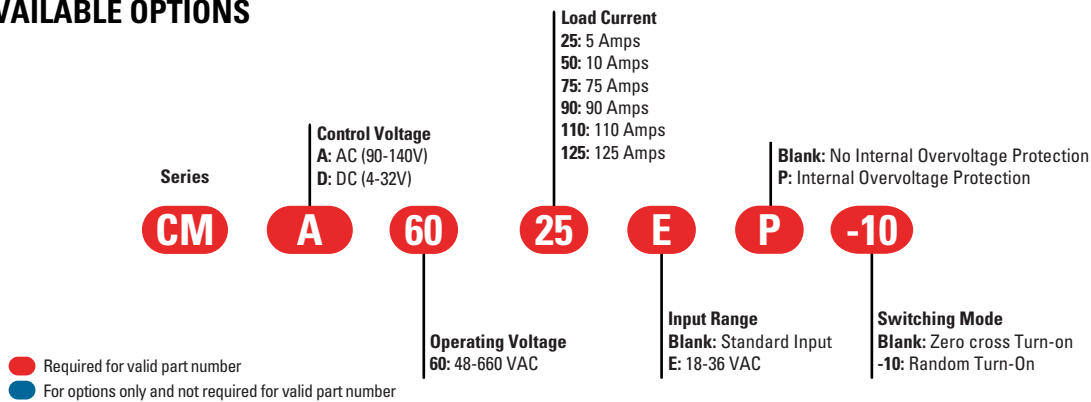 VAILABLE OPTIONS
Load Current
25: 5 Amps
50: 10 Amps
75: 75 Amps
90: 90 Amps
110: 110 Amps
125: 125 Amps
Control Voltage
A: AC (90-140V)
D: DC (4-32V)
Blank: No Internal Overvoltage Protection
P: Internal Overvoltage Protection
Series
CM A 60 25 E P -10
Operating Voltage
60: 48-660 VAC
Input Range
Blank: Standard Input
E: 18-36 VAC
Switching Mode
Blank: Zero cross Turn-on
-10: Random Turn-On
Required for valid part number
For options only and not required for valid part number